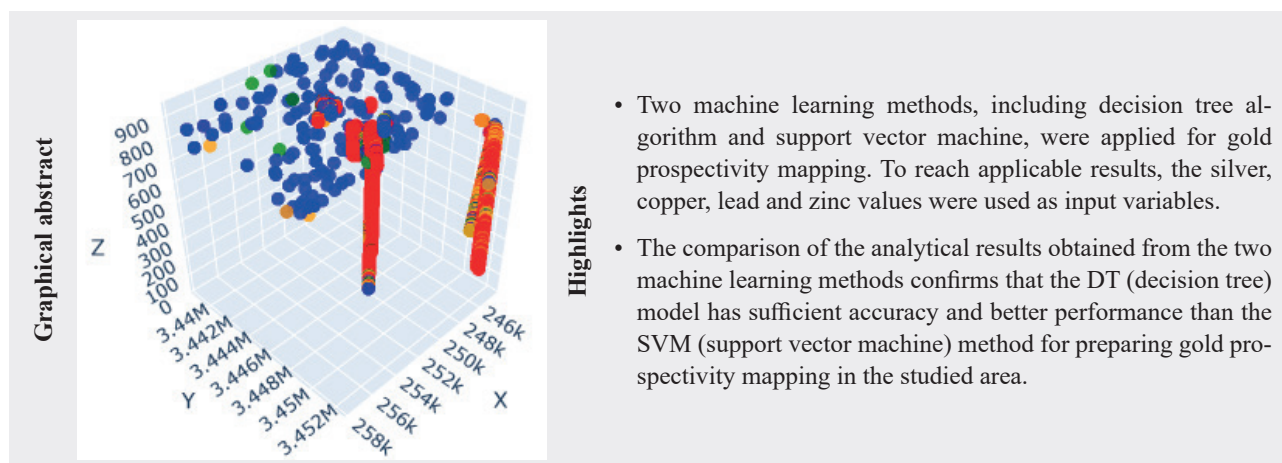 Graphical abstract
900
800
700
600
500
400
300
200
100
0
Z
3.44M
3.442M
3.444M
3.446M
3.448M
3.45M
3.452M
Y
246k
248k
250k
252k
254k
256k
258k
X
Highlights
• Two machine learning methods, including decision tree al-
gorithm and support vector machine, were applied for gold
prospectivity mapping. To reach applicable results, the silver,
copper, lead and zinc values were used as input variables.
• The comparison of the analytical results obtained from the two
machine learning methods confirms that the DT (decision tree)
model has sufficient accuracy and better performance than the
SVM (support vector machine) method for preparing gold pro-
spectivity mapping in the studied area.